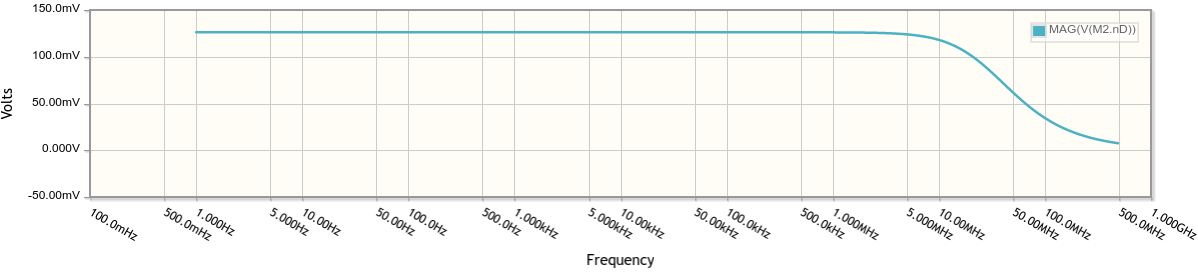 150.0mV
MAG(V(M2.nD))
100.0mV
Volts
50.00mV
0.000V
-50.00mV
100.0mHz
500.0mHz
1.000Hz
5.000Hz
10.00Hz
50.00Hz
100.0Hz
500.0Hz
1.000kHz
5.000kHz
10.00kHz
50.00kHz
100.0kHz
500.0kHz
1.000MHz
5.000MHz
10.00MHz
50.00MHz
100.0MHz
500.0MHz
1.000GHz
Frequency